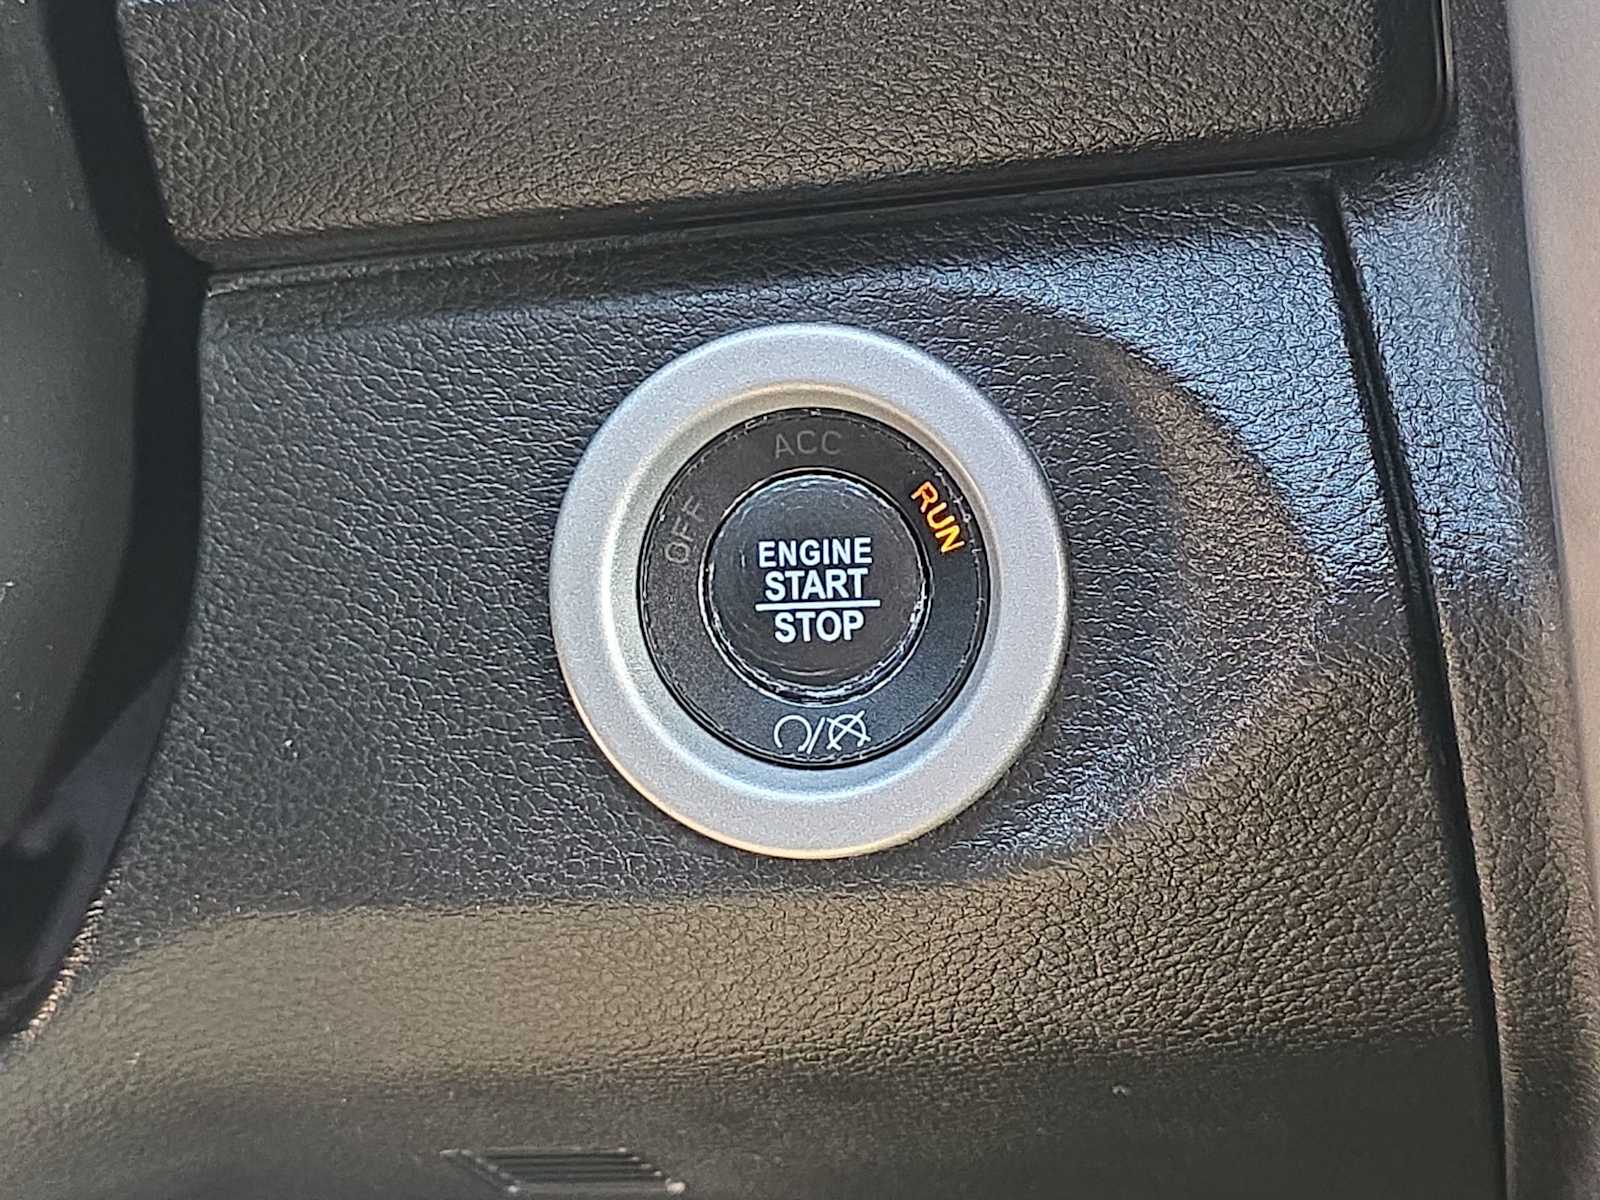 ACC
OFF
RUN
ENGINE
START
STOP